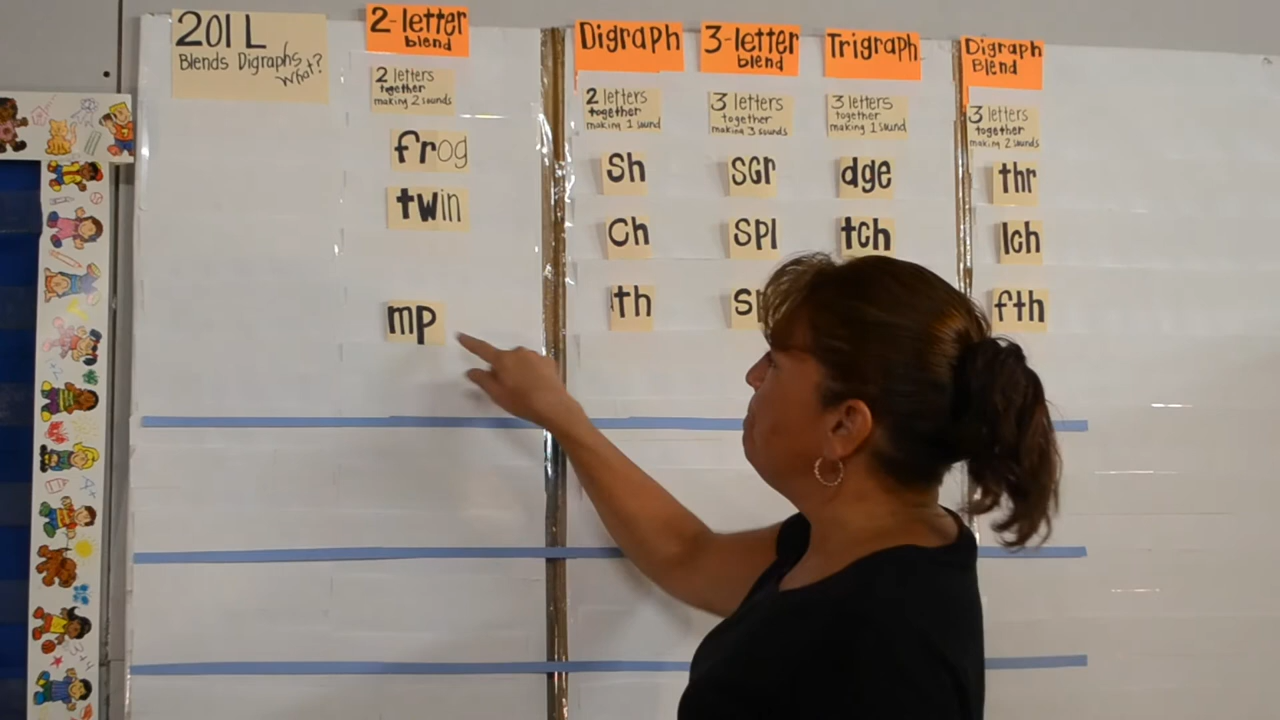 201 L
Blends Digraphs
What?
2-letter
blend
2 letters
together
making 2 sounds
frog
twin
mp
Digraph
2 letters
together
making 1 sound
Sh
Ch
th
3-letter
blend
3 letters
together
making 3 sounds
scr
spl
Trigraph
3 letters
together
making 1 sound
dge
tch
Digraph
Blend
3 letters
together
making 2 sounds
thr
lch
fth